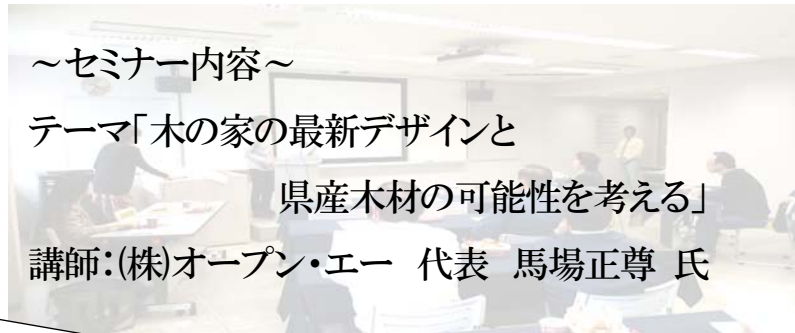 ～セミナー内容～
テーマ「木の家の最新デザインと
県産木材の可能性を考える」
講師：(株)オープン・エー 代表 馬場正尊 氏